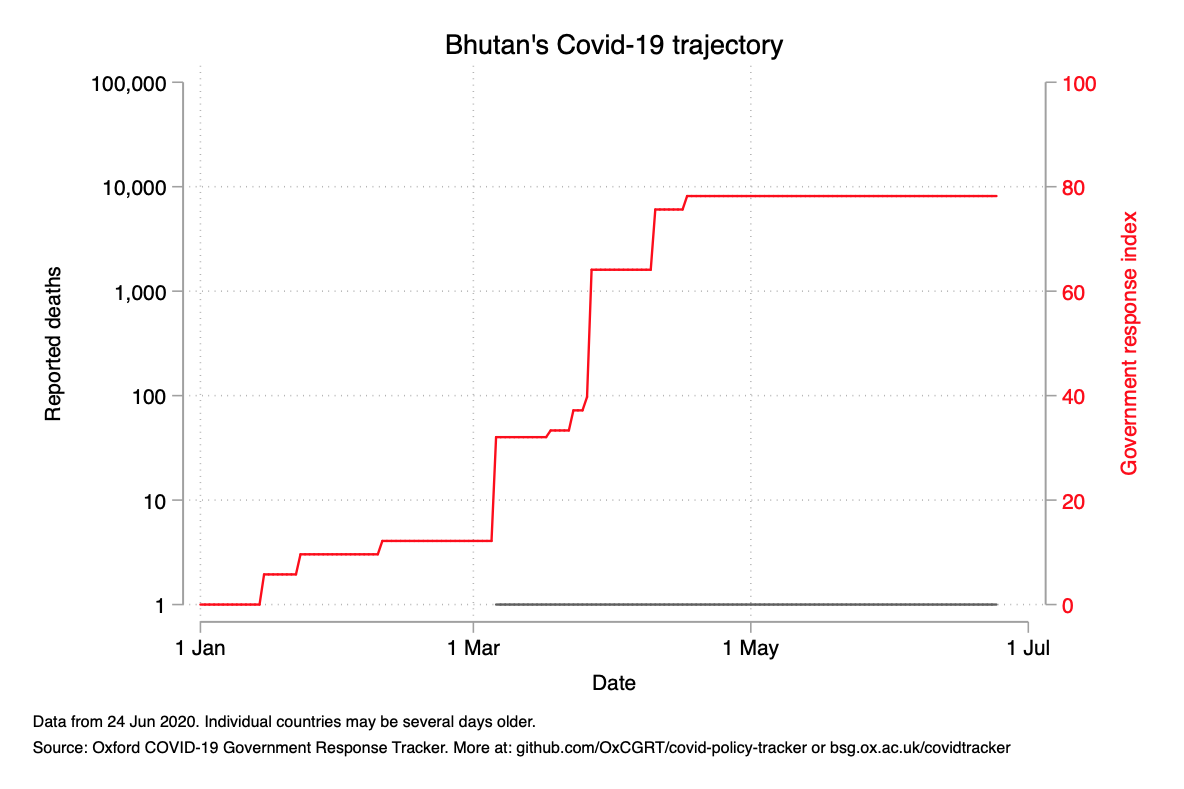 Bhutan's Covid-19 trajectory
100,000
10,000
1,000
100
10
1
Reported deaths
100
80
60
40
20
0
Government response index
1 Jan
1 Mar
1 May
1 Jul
Date
Data from 24 Jun 2020. Individual countries may be several days older.
Source: Oxford COVID-19 Government Response Tracker. More at: github.com/OxCGRT/covid-policy-tracker or bsg.ox.ac.uk/covidtracker